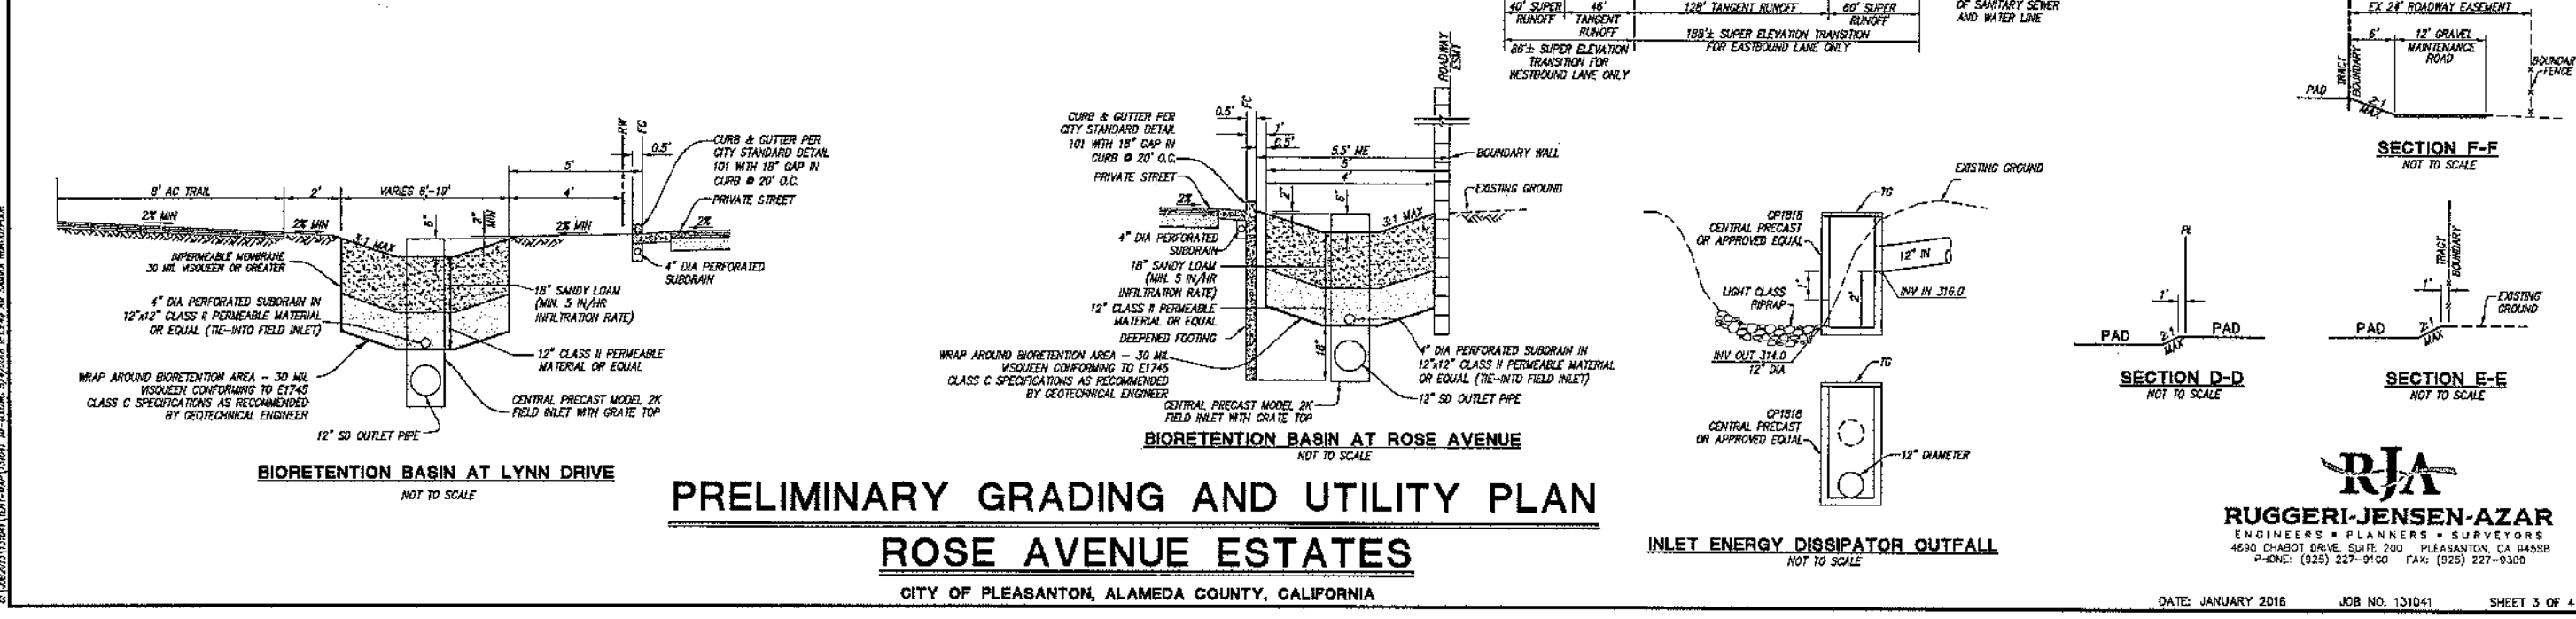 40' SUPER
RUNOFF
46'
TANGENT
RUNOFF
128' TANGENT RUNOFF
60' SUPER
RUNOFF
86'± SUPER ELEVATION
TRANSITION FOR
WESTBOUND LANE ONLY
188'± SUPER ELEVATION TRANSITION
FOR EASTBOUND LANE ONLY
OF SANITARY SEWER
AND WATER LINE
EX 24' ROADWAY EASEMENT
6'
12' GRAVEL
MAINTENANCE
ROAD
TRACT
BOUNDARY
FENCE
PAD
2:1
MAX
SECTION F-F
NOT TO SCALE
8' AC TRAIL
2'
VARIES 6'-19'
5'
4'
RW
FC
0.5'
CURB & GUTTER PER
CITY STANDARD DETAIL
101 WITH 18" GAP IN
CURB @ 20' O.C.
PRIVATE STREET
2% MIN
2% MIN
6"
2"
MIN
2% MIN
2%
MAX
IMPERMEABLE MEMBRANE
30 MIL VISQUEEN OR GREATER
4" DIA PERFORATED
SUBDRAIN
4" DIA PERFORATED SUBDRAIN IN
12"x12" CLASS II PERMEABLE MATERIAL
OR EQUAL (TIE-INTO FIELD INLET)
18" SANDY LOAM
(MIN. 5 IN/HR
INFILTRATION RATE)
12" CLASS II PERMEABLE
MATERIAL OR EQUAL
WRAP AROUND BIORETENTION AREA - 30 MIL
VISQUEEN CONFORMING TO E1745
CLASS C SPECIFICATIONS AS RECOMMENDED
BY GEOTECHNICAL ENGINEER
CENTRAL PRECAST MODEL 2K
FIELD INLET WITH GRATE TOP
12" SD OUTLET PIPE
BIORETENTION BASIN AT LYNN DRIVE
NOT TO SCALE
ROADWAY
ESMT
FC
0.5'
1'
0.5'
CURB & GUTTER PER
CITY STANDARD DETAIL
101 WITH 18" GAP IN
CURB @ 20' O.C.
PRIVATE STREET
5.5' ME
5'
4'
BOUNDARY WALL
EXISTING GROUND
2%
2"
6"
3:1 MAX
4" DIA PERFORATED
SUBDRAIN
18" SANDY LOAM
(MIN. 5 IN/HR
INFILTRATION RATE)
12" CLASS II PERMEABLE
MATERIAL OR EQUAL
DEEPENED FOOTING
18"
WRAP AROUND BIORETENTION AREA - 30 MIL
VISQUEEN CONFORMING TO E1745
CLASS C SPECIFICATIONS AS RECOMMENDED
BY GEOTECHNICAL ENGINEER
4" DIA PERFORATED SUBDRAIN IN
12"x12" CLASS II PERMEABLE MATERIAL
OR EQUAL (TIE-INTO FIELD INLET)
12" SD OUTLET PIPE
CENTRAL PRECAST MODEL 2K
FIELD INLET WITH GRATE TOP
BIORETENTION BASIN AT ROSE AVENUE
NOT TO SCALE
EXISTING GROUND
TG
CP1818
CENTRAL PRECAST
OR APPROVED EQUAL
12" IN
1'
2'
INV IN 316.0
LIGHT CLASS
RIPRAP
INV OUT 314.0
12" DIA
TG
CP1818
CENTRAL PRECAST
OR APPROVED EQUAL
12" DIAMETER
INLET ENERGY DISSIPATOR OUTFALL
NOT TO SCALE
PL
1'
PAD
2:1
MAX
PAD
SECTION D-D
NOT TO SCALE
TRACT
BOUNDARY
1'
EXISTING
GROUND
PAD
2:1
MAX
SECTION E-E
NOT TO SCALE
PRELIMINARY GRADING AND UTILITY PLAN
ROSE AVENUE ESTATES
CITY OF PLEASANTON, ALAMEDA COUNTY, CALIFORNIA
RJA
RUGGERI-JENSEN-AZAR
ENGINEERS • PLANNERS • SURVEYORS
4690 CHABOT DRIVE, SUITE 200 PLEASANTON, CA 94588
PHONE: (925) 227-9100 FAX: (925) 227-9300
DATE: JANUARY 2016
JOB NO. 131041
SHEET 3 OF 4